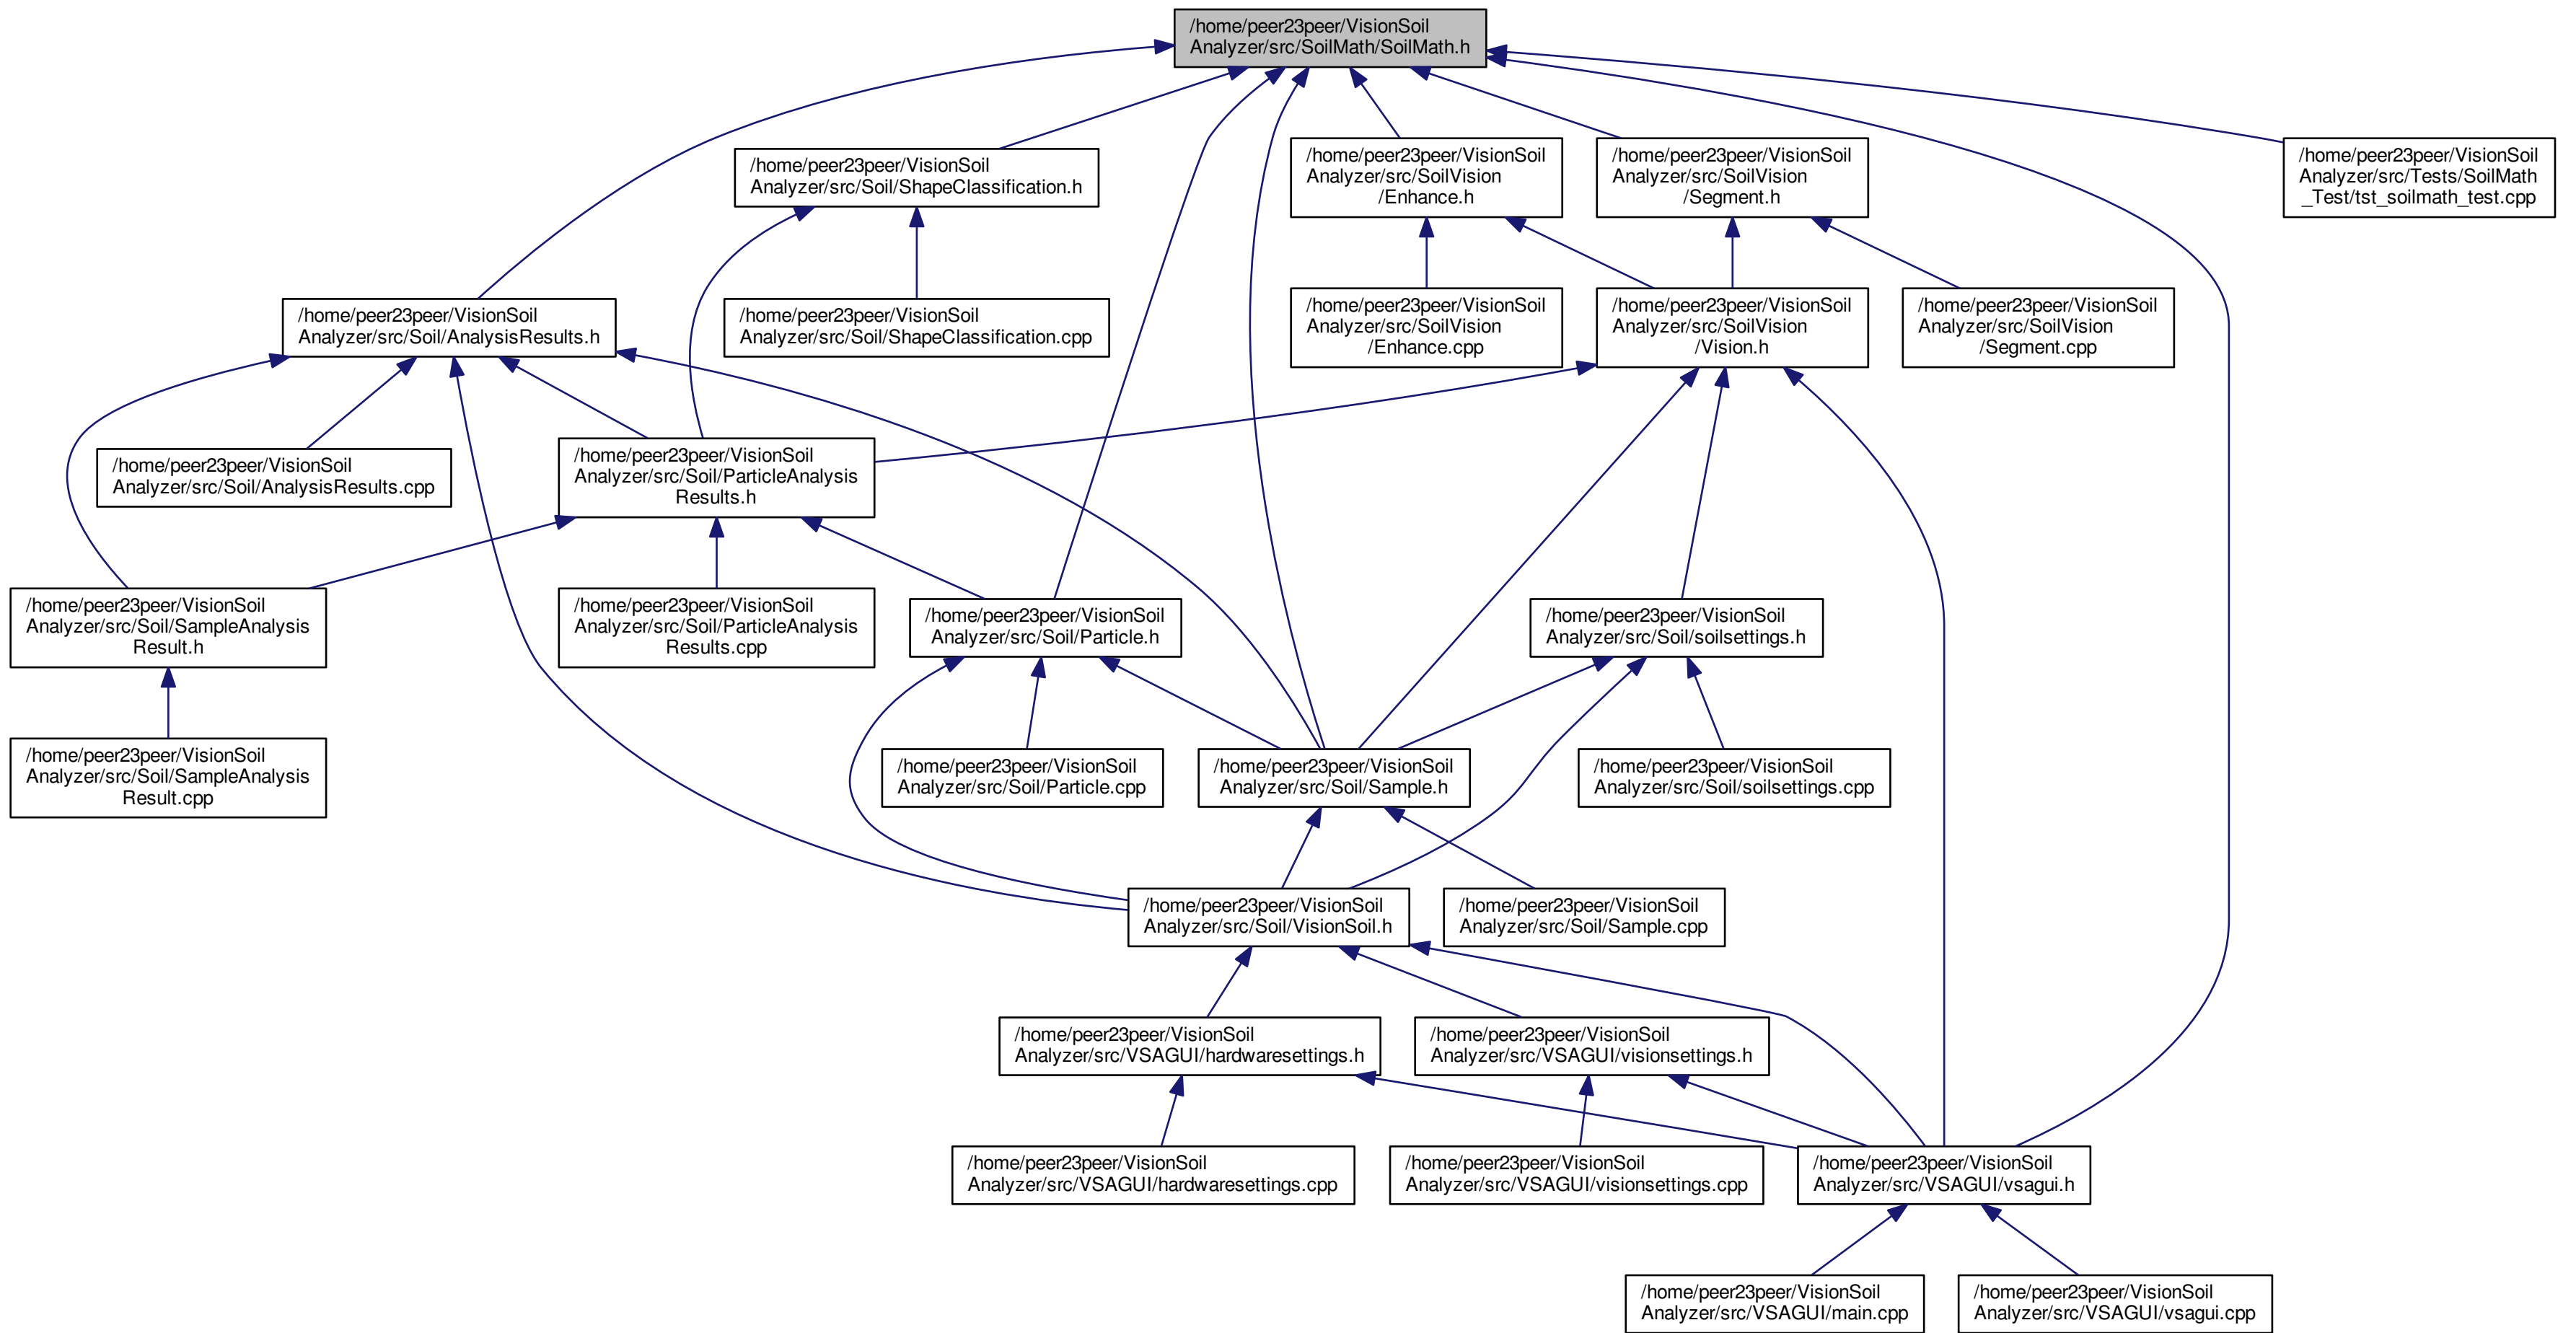 /home/peer23peer/VisionSoil
Analyzer/src/SoilMath/SoilMath.h
/home/peer23peer/VisionSoil
Analyzer/src/Soil/ShapeClassification.h
/home/peer23peer/VisionSoil
Analyzer/src/SoilVision
/Enhance.h
/home/peer23peer/VisionSoil
Analyzer/src/SoilVision
/Segment.h
/home/peer23peer/VisionSoil
Analyzer/src/Tests/SoilMath
_Test/tst_soilmath_test.cpp
/home/peer23peer/VisionSoil
Analyzer/src/Soil/AnalysisResults.h
/home/peer23peer/VisionSoil
Analyzer/src/Soil/ShapeClassification.cpp
/home/peer23peer/VisionSoil
Analyzer/src/SoilVision
/Enhance.cpp
/home/peer23peer/VisionSoil
Analyzer/src/SoilVision
/Vision.h
/home/peer23peer/VisionSoil
Analyzer/src/SoilVision
/Segment.cpp
/home/peer23peer/VisionSoil
Analyzer/src/Soil/AnalysisResults.cpp
/home/peer23peer/VisionSoil
Analyzer/src/Soil/ParticleAnalysis
Results.h
/home/peer23peer/VisionSoil
Analyzer/src/Soil/SampleAnalysis
Result.h
/home/peer23peer/VisionSoil
Analyzer/src/Soil/ParticleAnalysis
Results.cpp
/home/peer23peer/VisionSoil
Analyzer/src/Soil/Particle.h
/home/peer23peer/VisionSoil
Analyzer/src/Soil/soilsettings.h
/home/peer23peer/VisionSoil
Analyzer/src/Soil/SampleAnalysis
Result.cpp
/home/peer23peer/VisionSoil
Analyzer/src/Soil/Particle.cpp
/home/peer23peer/VisionSoil
Analyzer/src/Soil/Sample.h
/home/peer23peer/VisionSoil
Analyzer/src/Soil/soilsettings.cpp
/home/peer23peer/VisionSoil
Analyzer/src/Soil/VisionSoil.h
/home/peer23peer/VisionSoil
Analyzer/src/Soil/Sample.cpp
/home/peer23peer/VisionSoil
Analyzer/src/VSAGUI/hardwaresettings.h
/home/peer23peer/VisionSoil
Analyzer/src/VSAGUI/visionsettings.h
/home/peer23peer/VisionSoil
Analyzer/src/VSAGUI/hardwaresettings.cpp
/home/peer23peer/VisionSoil
Analyzer/src/VSAGUI/visionsettings.cpp
/home/peer23peer/VisionSoil
Analyzer/src/VSAGUI/vsagui.h
/home/peer23peer/VisionSoil
Analyzer/src/VSAGUI/main.cpp
/home/peer23peer/VisionSoil
Analyzer/src/VSAGUI/vsagui.cpp